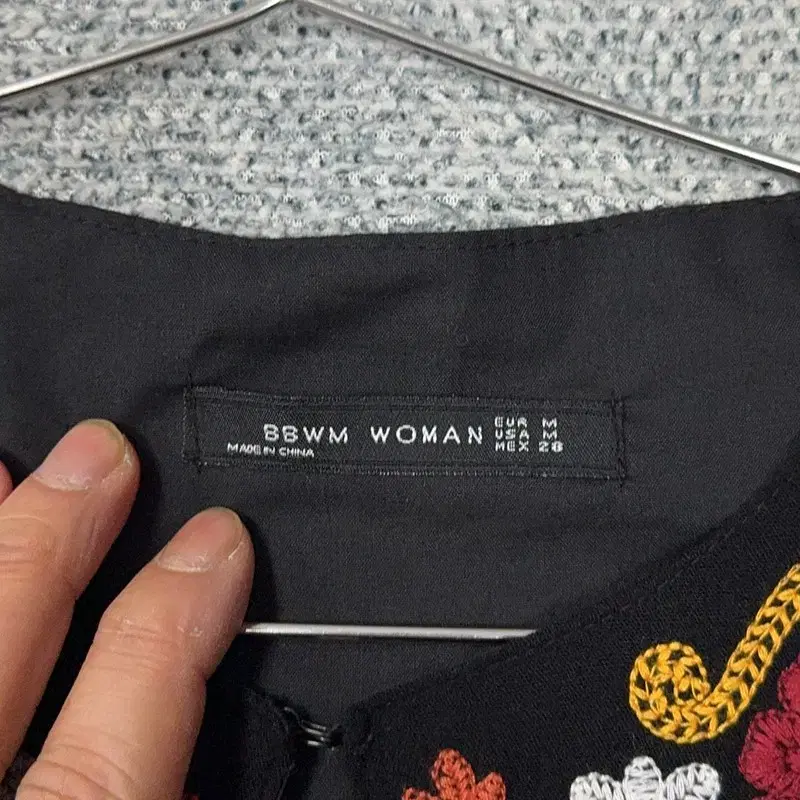 BBWM WOMAN
MADE IN CHINA
EUR M
USA M
MEX 28